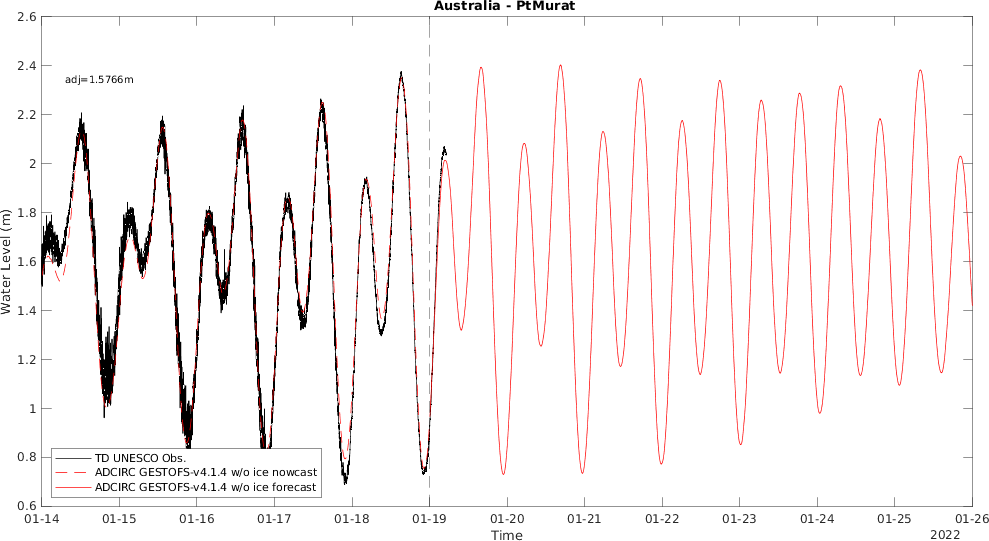 Australia - PtMurat
2.6
2.4
2.2
2
1.8
1.6
1.4
1.2
1
0.8
0.6
Water Level (m)
adj=1.5766m
TD UNESCO Obs.
ADCIRC GESTOFS-v4.1.4 w/o ice nowcast
ADCIRC GESTOFS-v4.1.4 w/o ice forecast
01-14 01-15 01-16 01-17 01-18 01-19 01-20 01-21 01-22 01-23 01-24 01-25 01-26
Time
2022